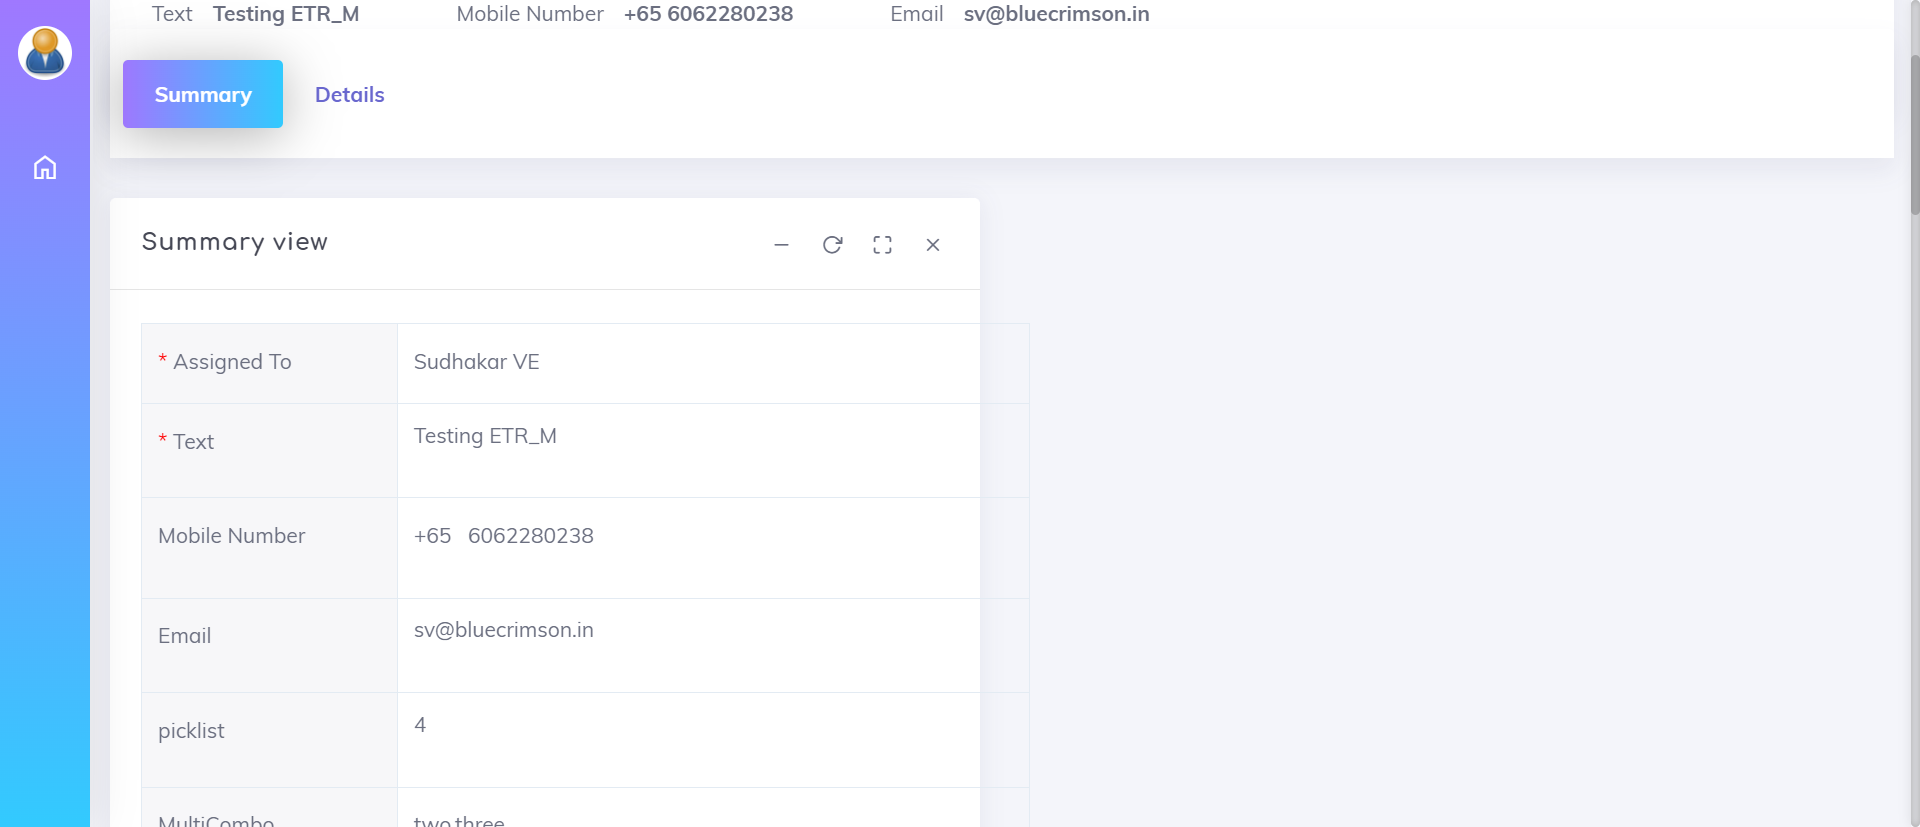 Text Testing ETR_M Mobile Number +65 6062280238 Email sv@bluecrimson.in
Summary Details
Summary view
* Assigned To Sudhakar VE
* Text Testing ETR_M
Mobile Number +65 6062280238
Email sv@bluecrimson.in
picklist 4
MultiCombo two,three